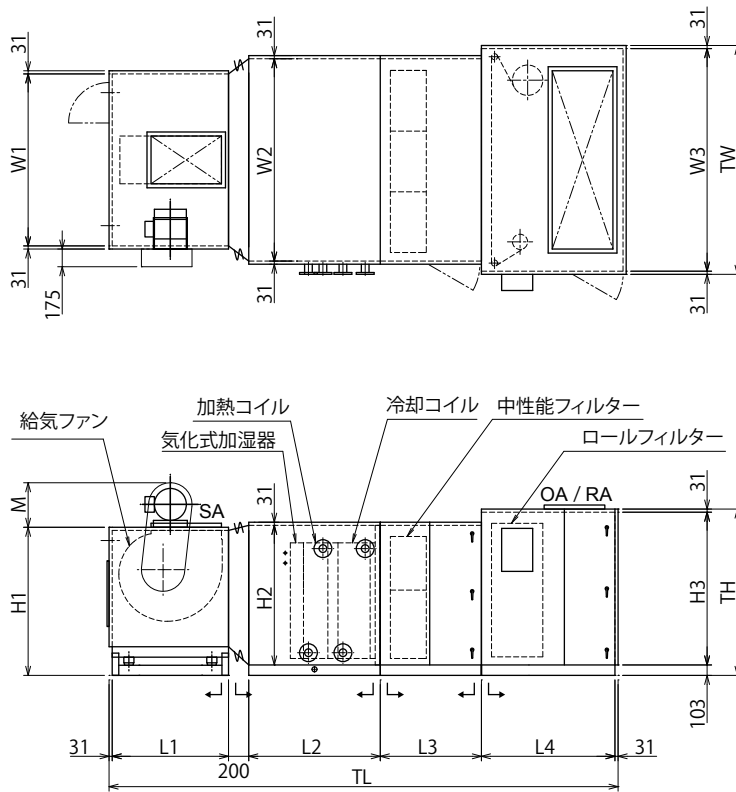 31
31
31
W1
W2
W3
TW
31
31
31
175
加熱コイル
冷却コイル
中性能フィルター
給気ファン
気化式加湿器
ロールフィルター
31
31
OA / RA
SA
M
H1
H2
H3
TH
103
31
L1
L2
L3
L4
31
200
TL